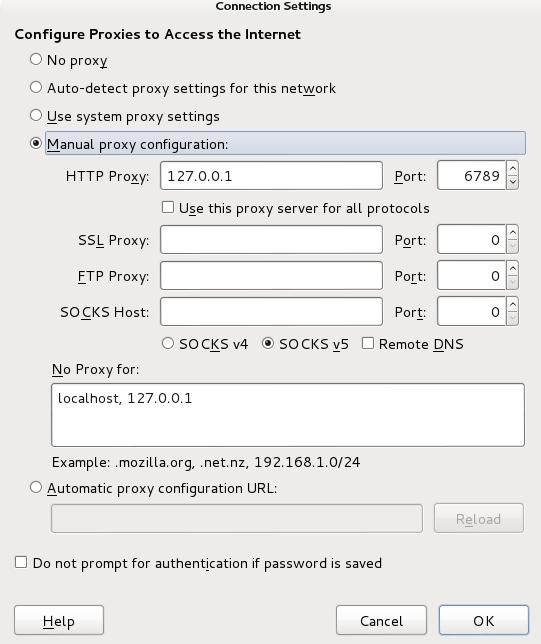 Connection Settings
Configure Proxies to Access the Internet
No proxy
Auto-detect proxy settings for this network
Use system proxy settings
Manual proxy configuration:
HTTP Proxy: 127.0.0.1 Port: 6789
Use this proxy server for all protocols
SSL Proxy: Port: 0
FTP Proxy: Port: 0
SOCKS Host: Port: 0
SOCKS v4 SOCKS v5 Remote DNS
No Proxy for:
localhost, 127.0.0.1
Example: .mozilla.org, .net.nz, 192.168.1.0/24
Automatic proxy configuration URL:
Reload
Do not prompt for authentication if password is saved
Help Cancel OK